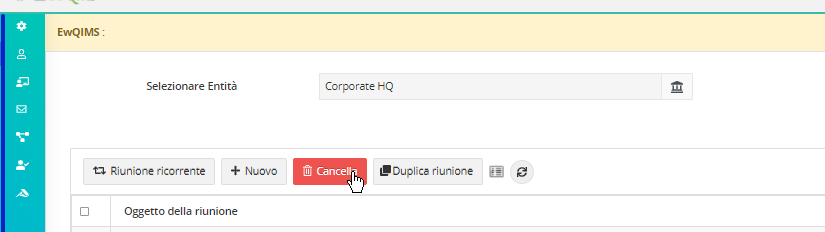 EwQIMS :
Selezionare Entità
Corporate HQ
Riunione ricorrente
Nuovo
Cancella
Duplica riunione
Oggetto della riunione